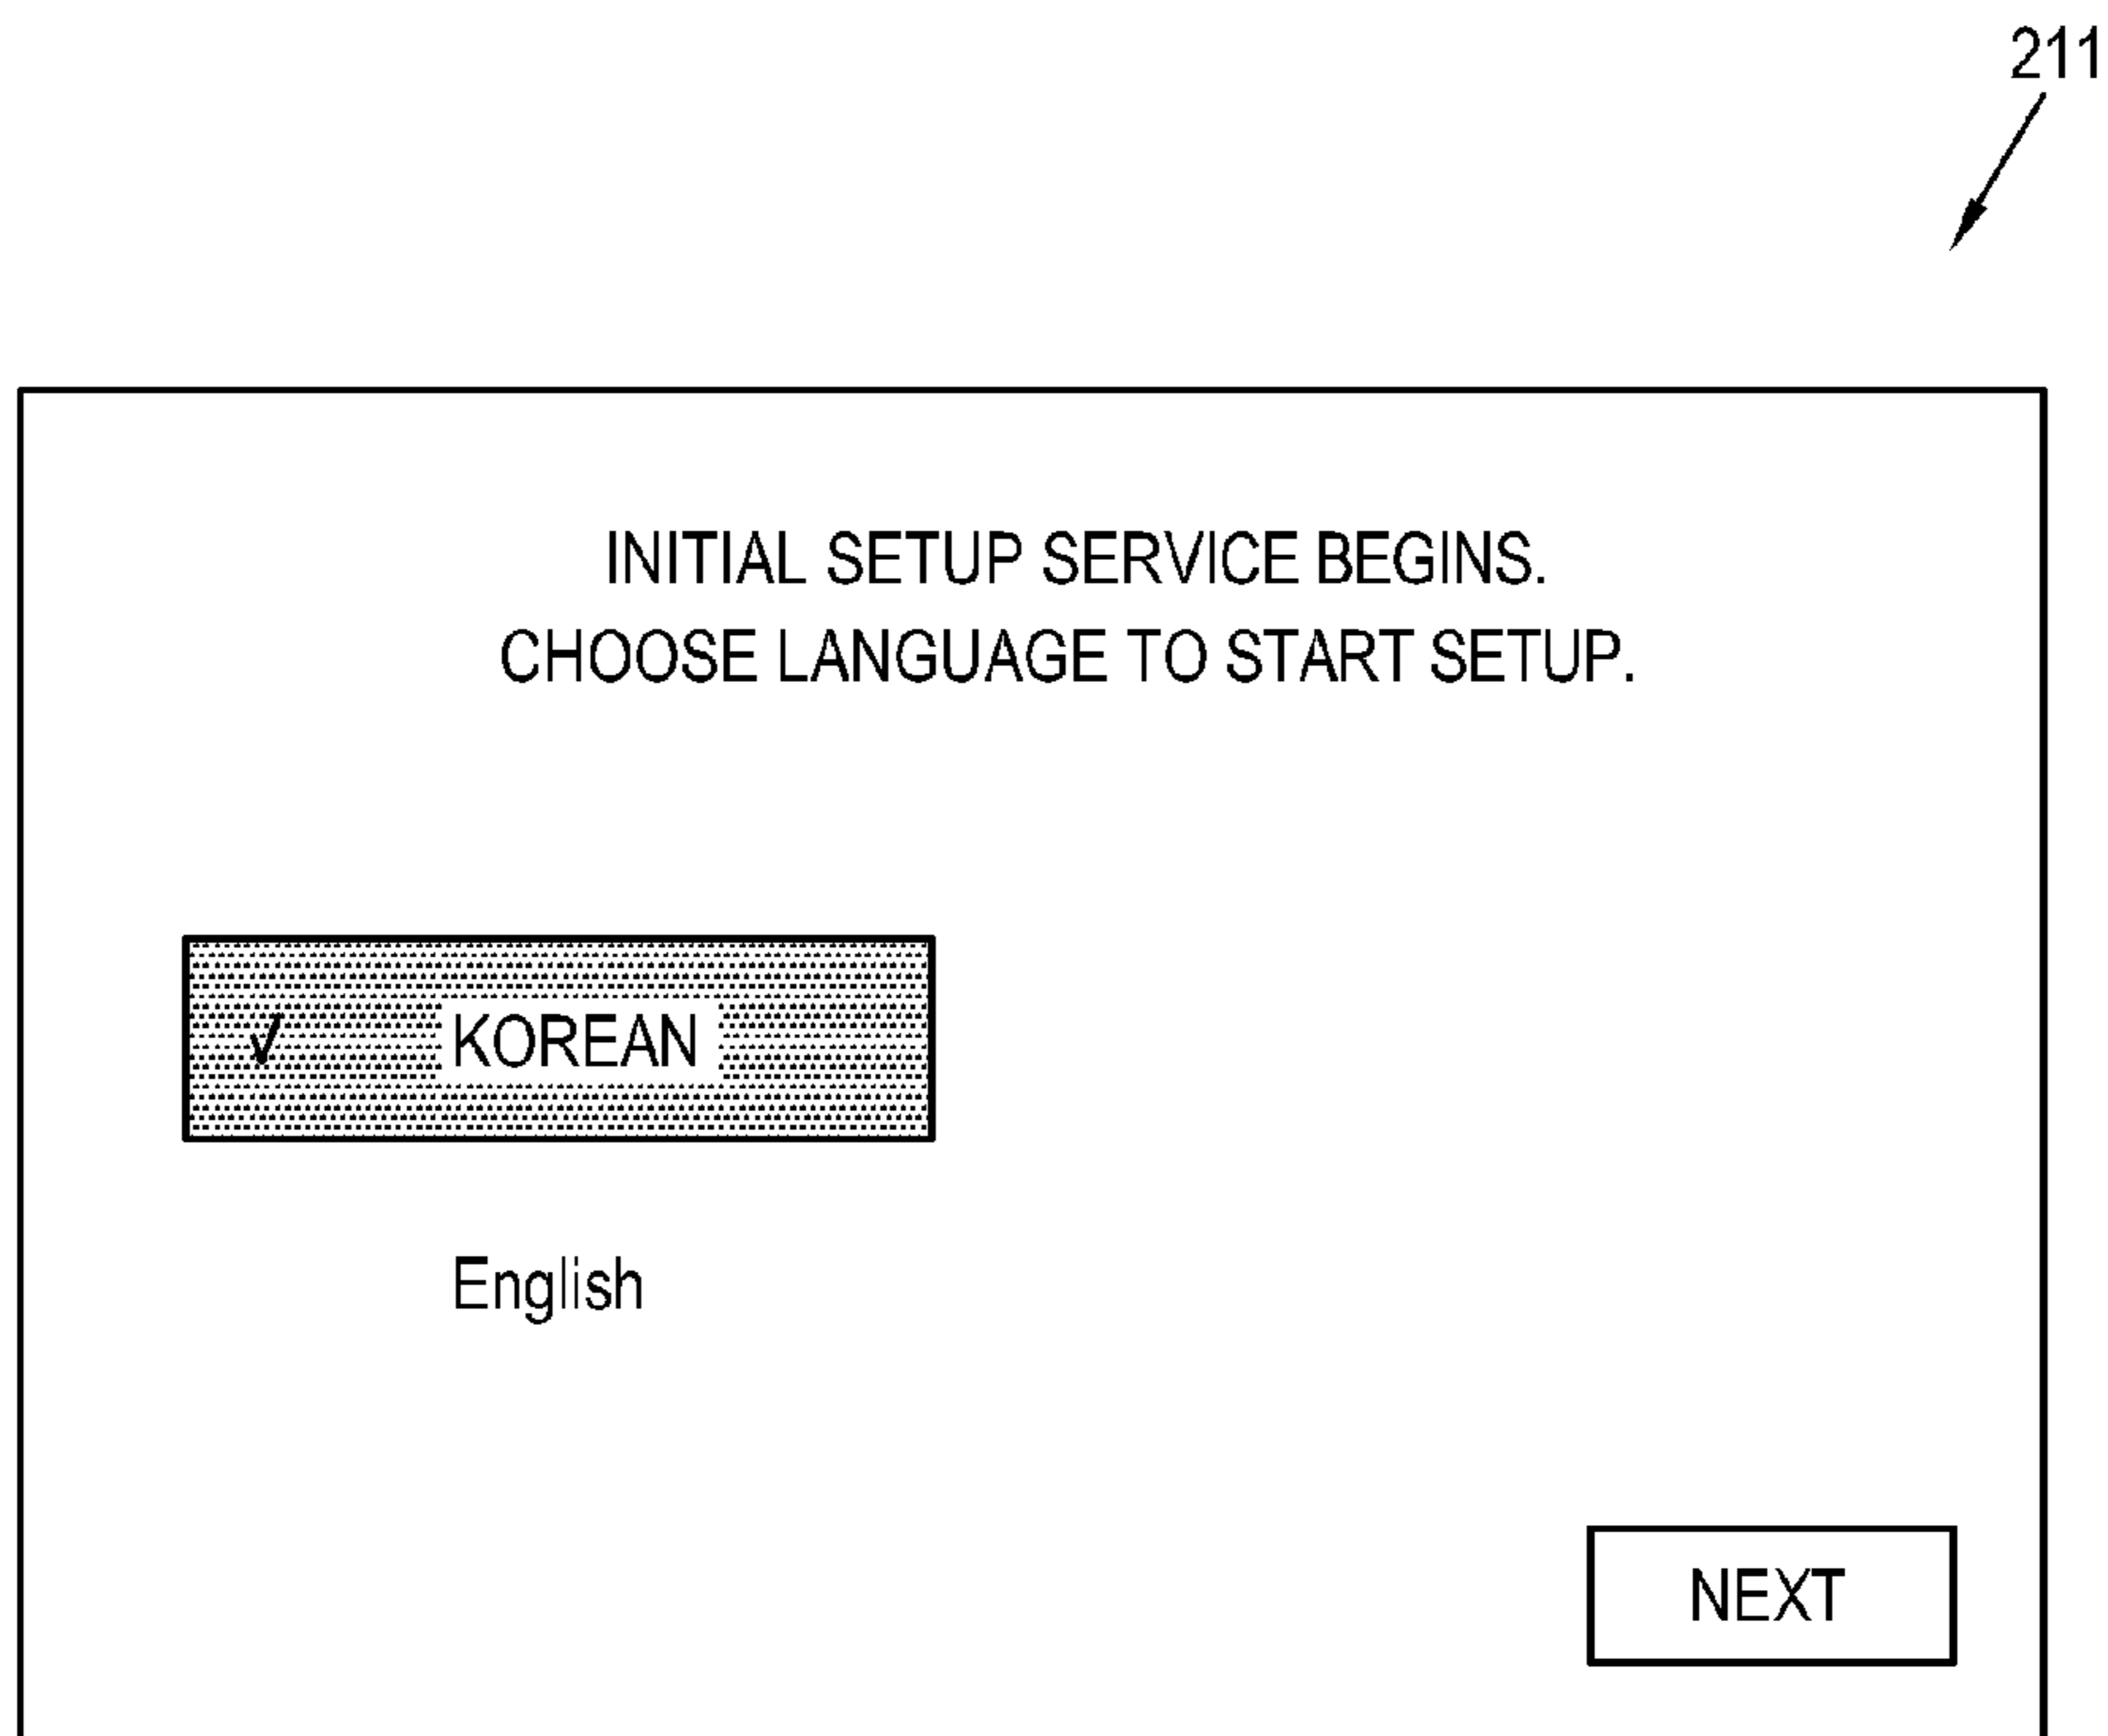 211
INITIAL SETUP SERVICE BEGINS.
CHOOSE LANGUAGE TO START SETUP.
✓ KOREAN
English
NEXT